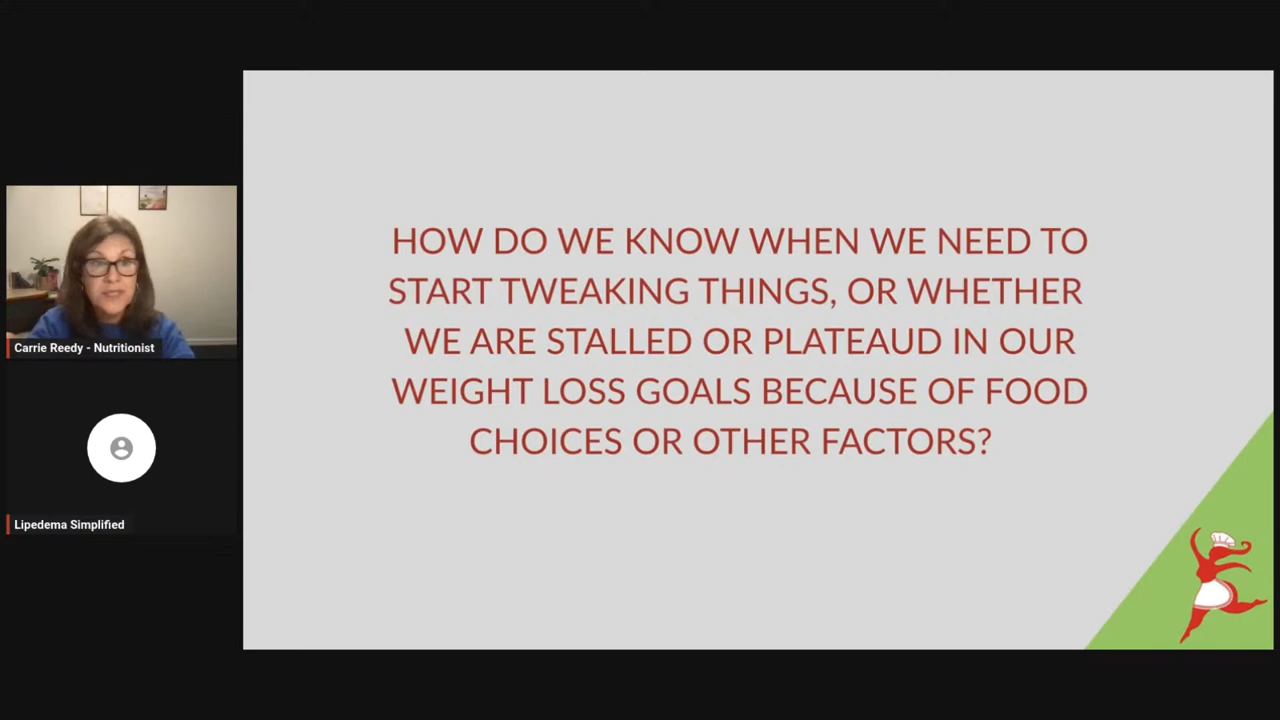 HOW DO WE KNOW WHEN WE NEED TO
START TWEAKING THINGS, OR WHETHER
WE ARE STALLED OR PLATEAUD IN OUR
WEIGHT LOSS GOALS BECAUSE OF FOOD
CHOICES OR OTHER FACTORS?
Carrie Reedy - Nutritionist
Lipedema Simplified